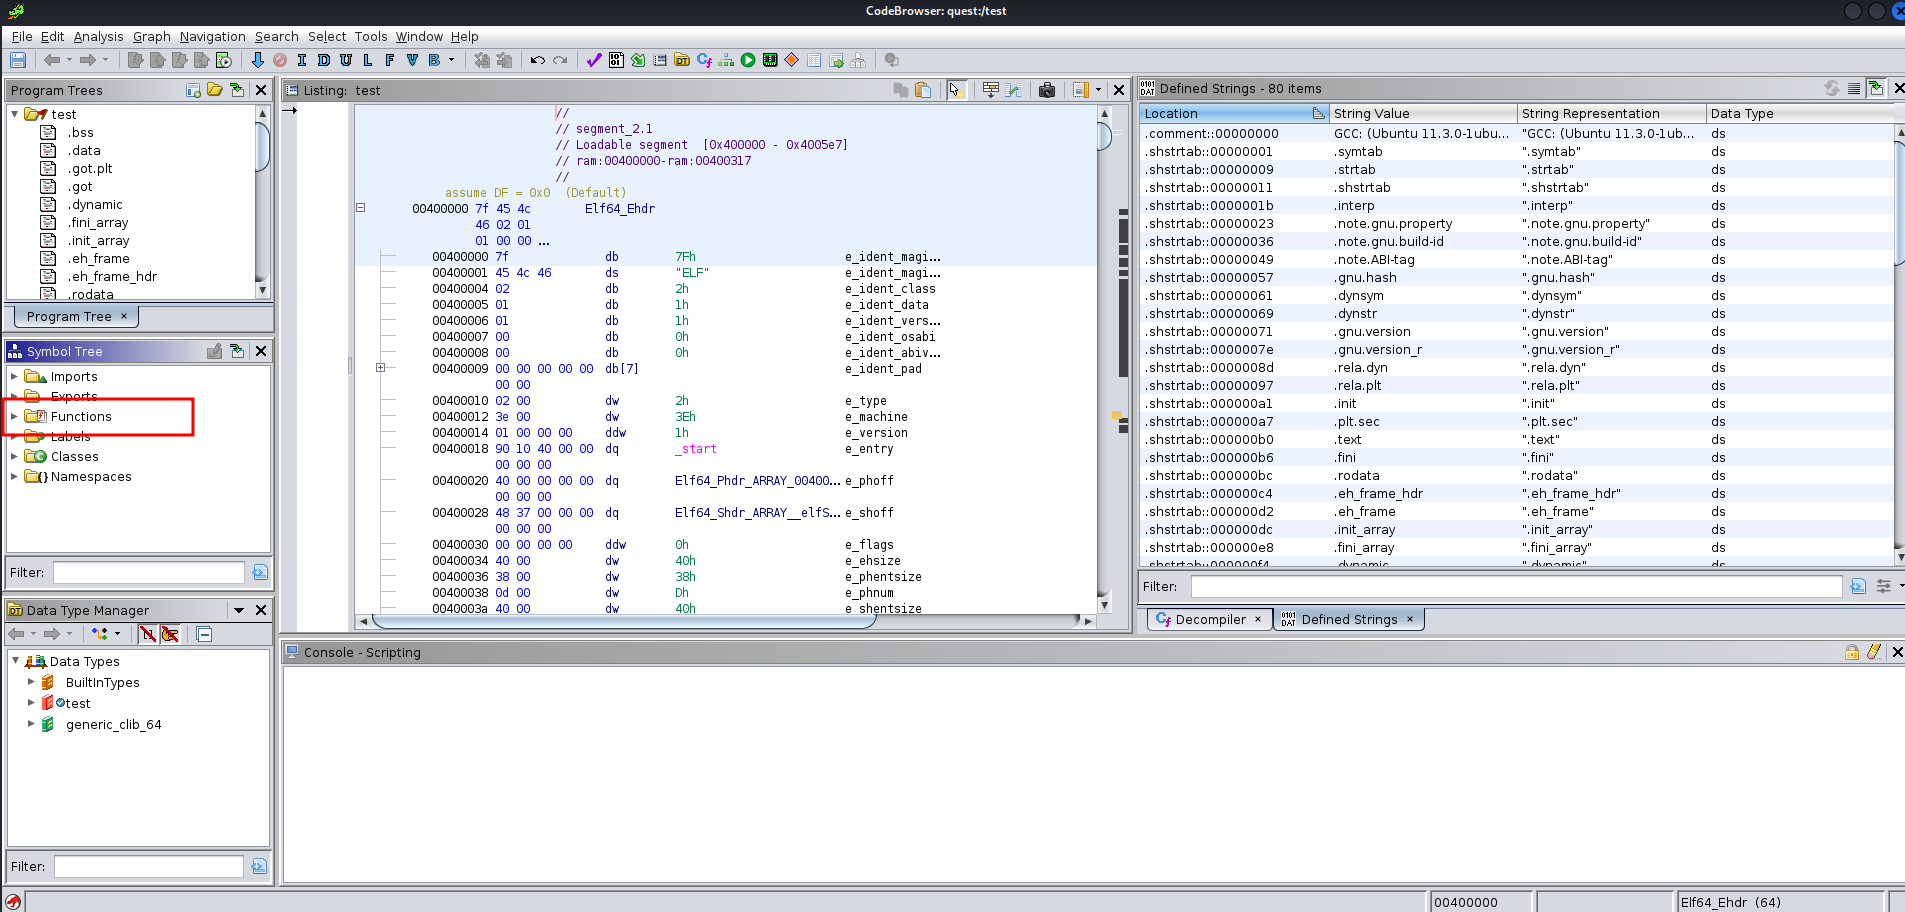 CodeBrowser: quest:/test
File Edit Analysis Graph Navigation Search Select Tools Window Help
I D U L F V B
Program Trees
test
.bss
.data
.got.plt
.got
.dynamic
.fini_array
.init_array
.eh_frame
.eh_frame_hdr
.rodata
Program Tree ×
Symbol Tree
Imports
Exports
Functions
Labels
Classes
Namespaces
Filter:
Data Type Manager
Data Types
BuiltInTypes
test
generic_clib_64
Filter:
Listing: test
//
// segment_2.1
// Loadable segment [0x400000 - 0x4005e7]
// ram:00400000-ram:00400317
//
assume DF = 0x0 (Default)
00400000 7f 45 4c Elf64_Ehdr
46 02 01
01 00 00 ...
00400000 7f db 7Fh e_ident_magi...
00400001 45 4c 46 ds "ELF" e_ident_magi...
00400004 02 db 2h e_ident_class
00400005 01 db 1h e_ident_data
00400006 01 db 1h e_ident_vers...
00400007 00 db 0h e_ident_osabi
00400008 00 db 0h e_ident_abiv...
00400009 00 00 00 00 00 db[7] e_ident_pad
00 00
00400010 02 00 dw 2h e_type
00400012 3e 00 dw 3Eh e_machine
00400014 01 00 00 00 ddw 1h e_version
00400018 90 10 40 00 00 dq _start e_entry
00 00 00
00400020 40 00 00 00 00 dq Elf64_Phdr_ARRAY_00400... e_phoff
00 00 00
00400028 48 37 00 00 00 dq Elf64_Shdr_ARRAY__elfS... e_shoff
00 00 00
00400030 00 00 00 00 ddw 0h e_flags
00400034 40 00 dw 40h e_ehsize
00400036 38 00 dw 38h e_phentsize
00400038 0d 00 dw Dh e_phnum
0040003a 40 00 dw 40h e_shentsize
Defined Strings - 80 items
Location String Value String Representation Data Type
.comment::00000000 GCC: (Ubuntu 11.3.0-1ubu... "GCC: (Ubuntu 11.3.0-1ub... ds
.shstrtab::00000001 .symtab ".symtab" ds
.shstrtab::00000009 .strtab ".strtab" ds
.shstrtab::00000011 .shstrtab ".shstrtab" ds
.shstrtab::0000001b .interp ".interp" ds
.shstrtab::00000023 .note.gnu.property ".note.gnu.property" ds
.shstrtab::00000036 .note.gnu.build-id ".note.gnu.build-id" ds
.shstrtab::00000049 .note.ABI-tag ".note.ABI-tag" ds
.shstrtab::00000057 .gnu.hash ".gnu.hash" ds
.shstrtab::00000061 .dynsym ".dynsym" ds
.shstrtab::00000069 .dynstr ".dynstr" ds
.shstrtab::00000071 .gnu.version ".gnu.version" ds
.shstrtab::0000007e .gnu.version_r ".gnu.version_r" ds
.shstrtab::0000008d .rela.dyn ".rela.dyn" ds
.shstrtab::00000097 .rela.plt ".rela.plt" ds
.shstrtab::000000a1 .init ".init" ds
.shstrtab::000000a7 .plt.sec ".plt.sec" ds
.shstrtab::000000b0 .text ".text" ds
.shstrtab::000000b6 .fini ".fini" ds
.shstrtab::000000bc .rodata ".rodata" ds
.shstrtab::000000c4 .eh_frame_hdr ".eh_frame_hdr" ds
.shstrtab::000000d2 .eh_frame ".eh_frame" ds
.shstrtab::000000dc .init_array ".init_array" ds
.shstrtab::000000e8 .fini_array ".fini_array" ds
.shstrtab::000000f4 .dynamic ".dynamic" ds
Filter:
Decompiler × Defined Strings ×
Console - Scripting
00400000 Elf64_Ehdr (64)